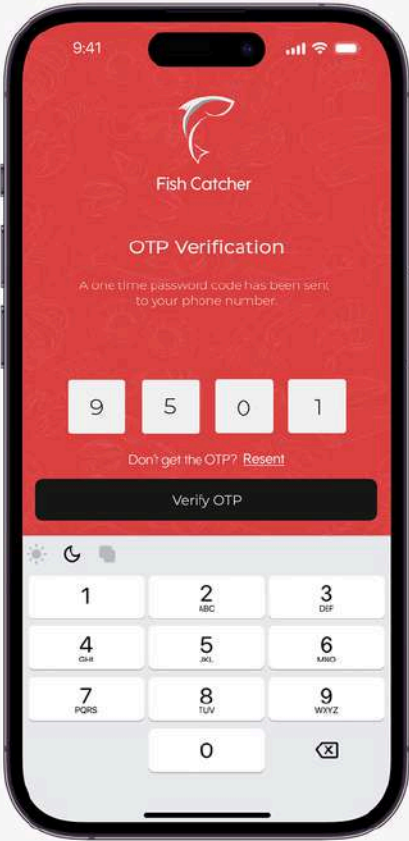 9:41
Fish Catcher
OTP Verification
A one time password code has been sent
to your phone number.
9 5 0 1
Don't get the OTP? Resent
Verify OTP
1 2 3
ABC DEF
4 5 6
GHI JKL MNO
7 8 9
PQRS TUV WXYZ
0